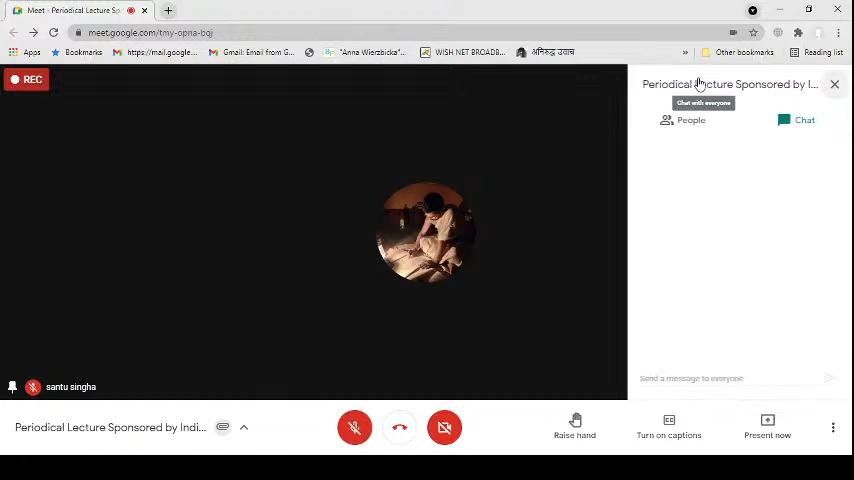 Meet - Periodical Lecture Sp
meet.google.com/tmy-opna-bqj
Apps Bookmarks https://mail.google... Gmail: Email from G... "Anna Wierzbicka"... WISH NET BROADB... अनिरुद्ध उवाच » Other bookmarks Reading list
REC
Periodical Lecture Sponsored by I...
Chat with everyone
People Chat
santu singha
Send a message to everyone
Periodical Lecture Sponsored by Indi...
Raise hand Turn on captions Present now